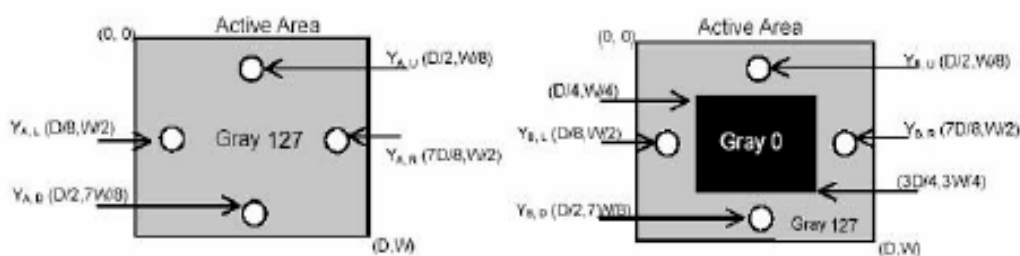 Active Area
(0, 0)
Y_A,U (D/2,W/8)
Y_A,L (D/8,W/2)
Gray 127
Y_A,R (7D/8,W/2)
Y_A,D (D/2,7W/8)
(D,W)
Active Area
(0, 0)
Y_B,U (D/2,W/8)
(D/4,W/4)
Y_B,L (D/8,W/2)
Gray 0
Y_B,R (7D/8,W/2)
(3D/4,3W/4)
Y_B,D (D/2,7W/8)
Gray 127
(D,W)